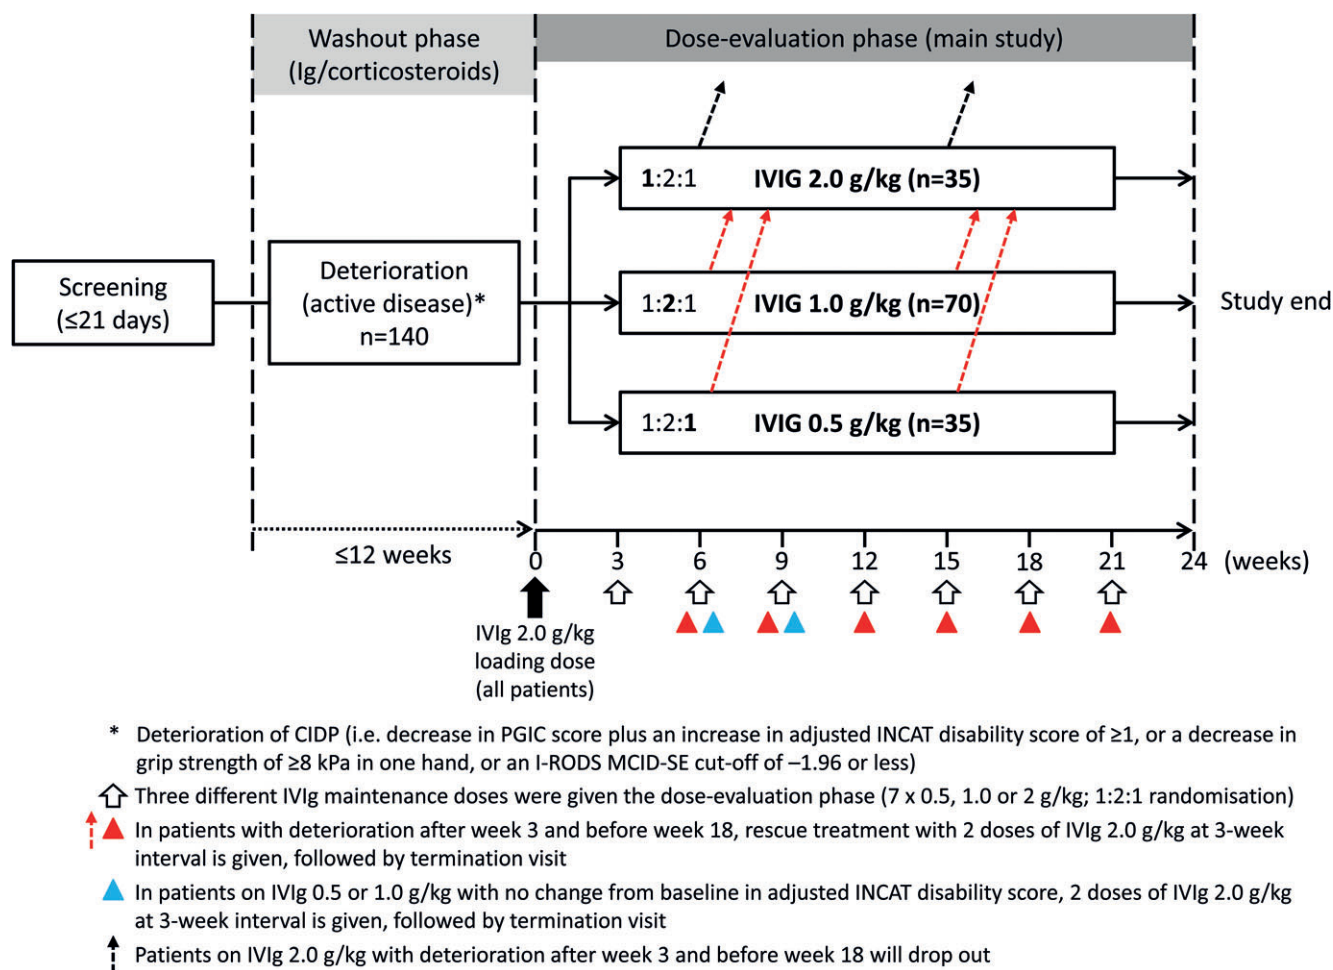 Washout phase
(Ig/corticosteroids)
Dose-evaluation phase (main study)
1:2:1 IVIG 2.0 g/kg (n=35)
Screening
(≤21 days)
Deterioration
(active disease)*
n=140
1:2:1 IVIG 1.0 g/kg (n=70)
Study end
1:2:1 IVIG 0.5 g/kg (n=35)
≤12 weeks
0 3 6 9 12 15 18 21 24 (weeks)
IVIg 2.0 g/kg
loading dose
(all patients)
* Deterioration of CIDP (i.e. decrease in PGIC score plus an increase in adjusted INCAT disability score of ≥1, or a decrease in
grip strength of ≥8 kPa in one hand, or an I-RODS MCID-SE cut-off of –1.96 or less)
Three different IVIg maintenance doses were given the dose-evaluation phase (7 x 0.5, 1.0 or 2 g/kg; 1:2:1 randomisation)
In patients with deterioration after week 3 and before week 18, rescue treatment with 2 doses of IVIg 2.0 g/kg at 3-week
interval is given, followed by termination visit
In patients on IVIg 0.5 or 1.0 g/kg with no change from baseline in adjusted INCAT disability score, 2 doses of IVIg 2.0 g/kg
at 3-week interval is given, followed by termination visit
Patients on IVIg 2.0 g/kg with deterioration after week 3 and before week 18 will drop out